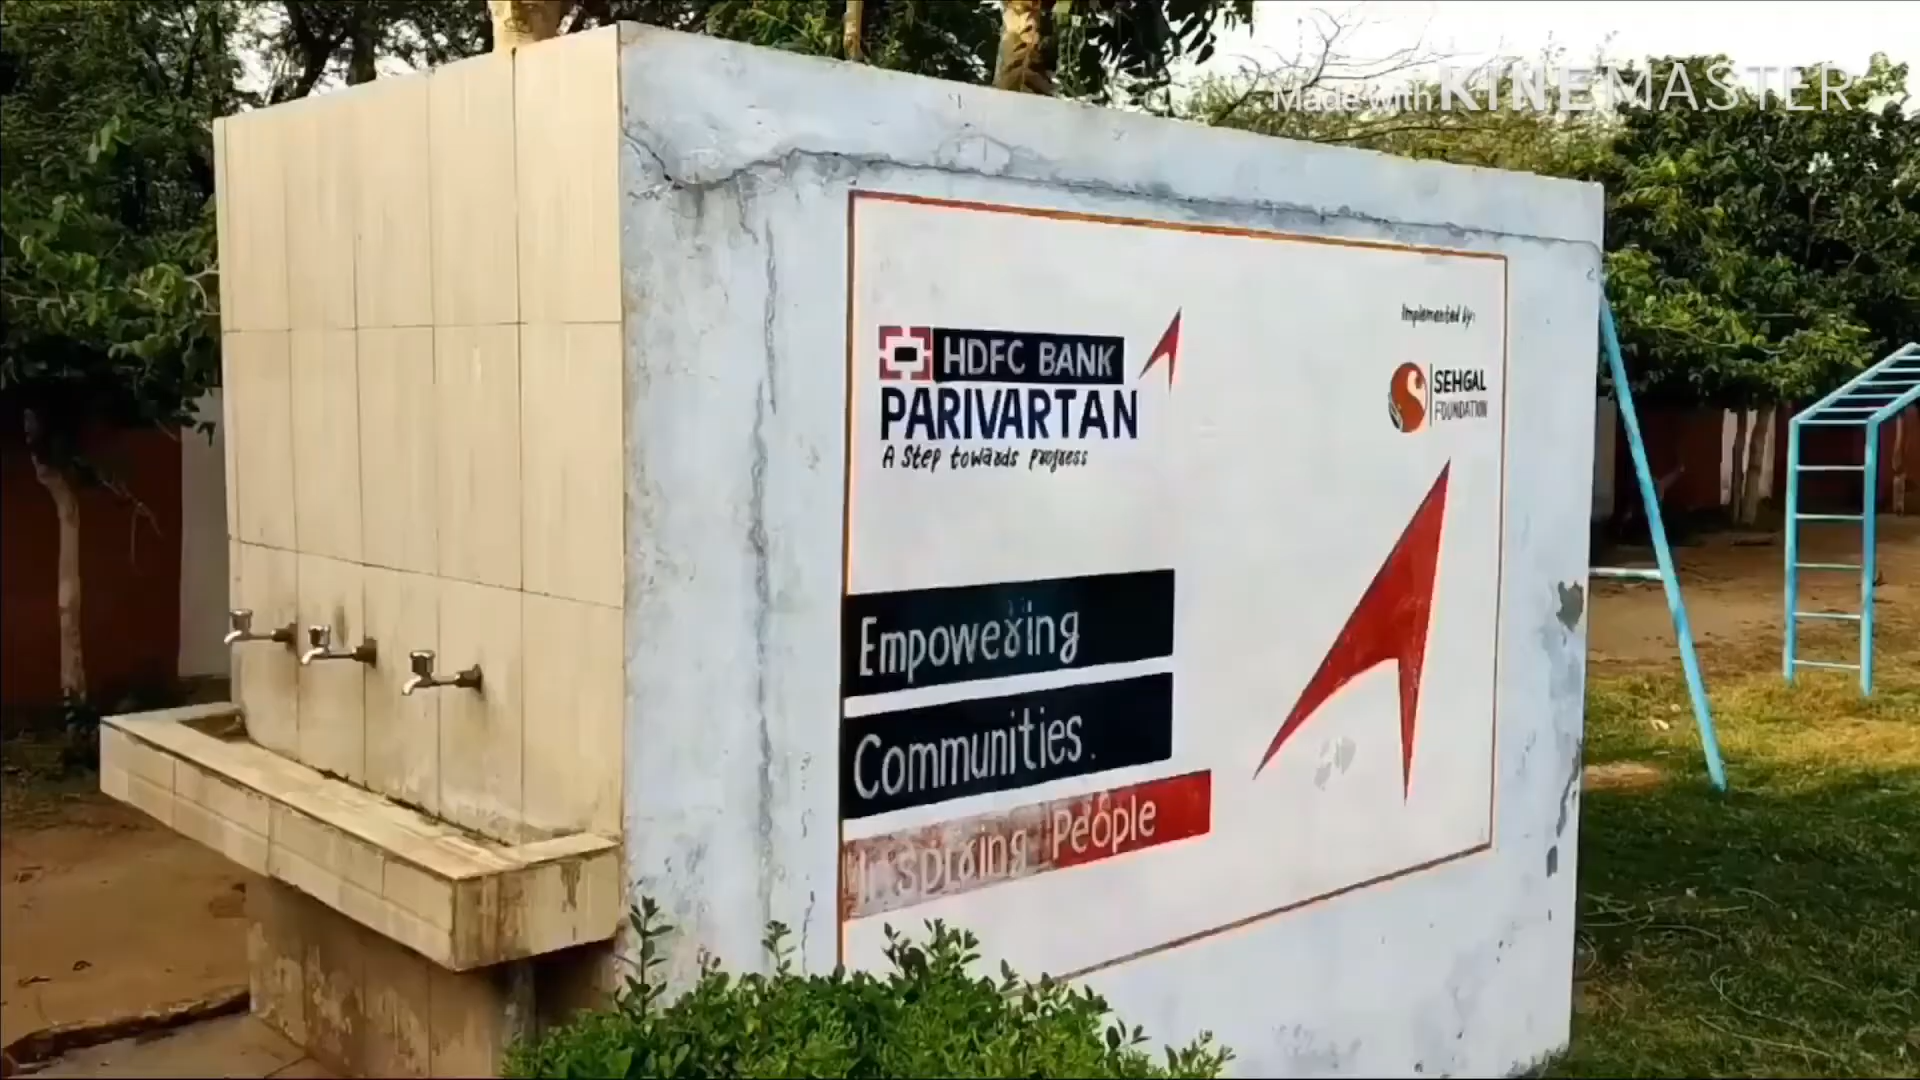 Made with KINEMASTER
HDFC BANK
PARIVARTAN
A Step towards progress
Implemented by:
SEHGAL
FOUNDATION
Empowering
Communities.
Inspiring People